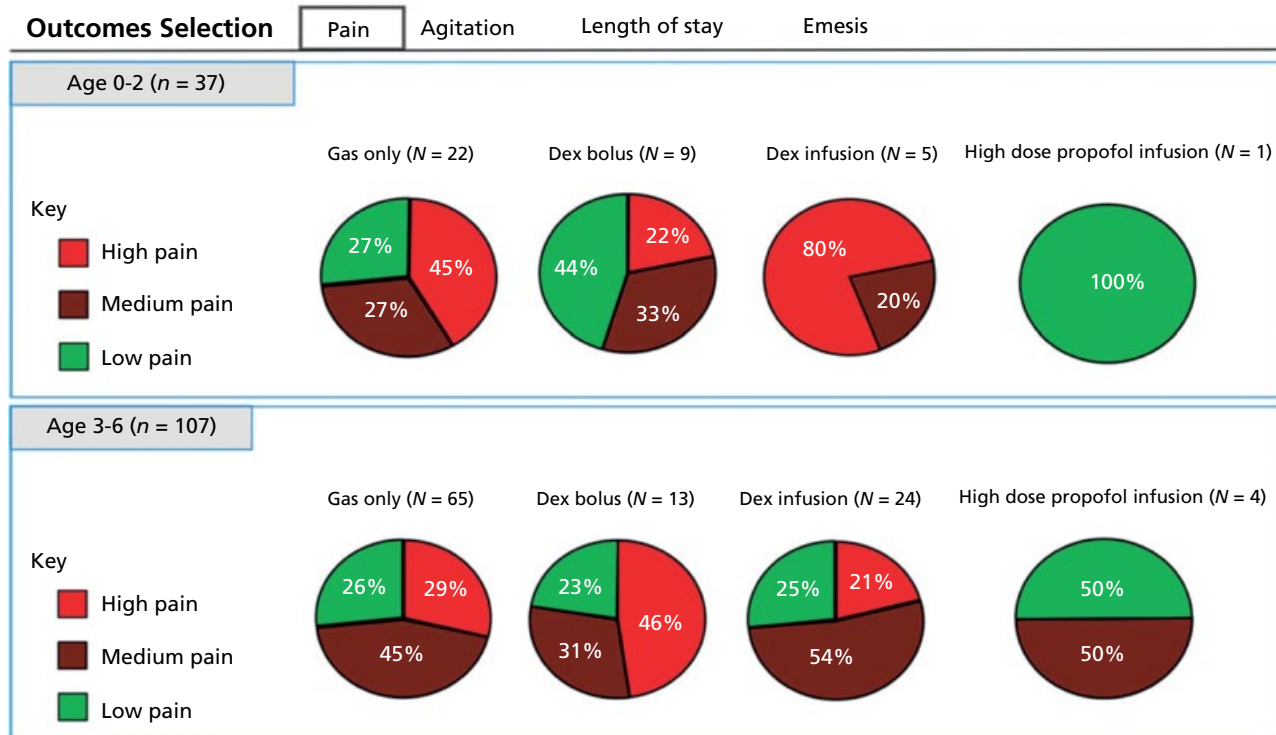 Outcomes Selection Pain Agitation Length of stay Emesis
Age 0-2 (n = 37)
Gas only (N = 22) Dex bolus (N = 9) Dex infusion (N = 5) High dose propofol infusion (N = 1)
Key
High pain
Medium pain
Low pain
27% 45% 27%
44% 22% 33%
80% 20%
100%
Age 3-6 (n = 107)
Gas only (N = 65) Dex bolus (N = 13) Dex infusion (N = 24) High dose propofol infusion (N = 4)
Key
High pain
Medium pain
Low pain
26% 29% 45%
23% 46% 31%
25% 21% 54%
50% 50%